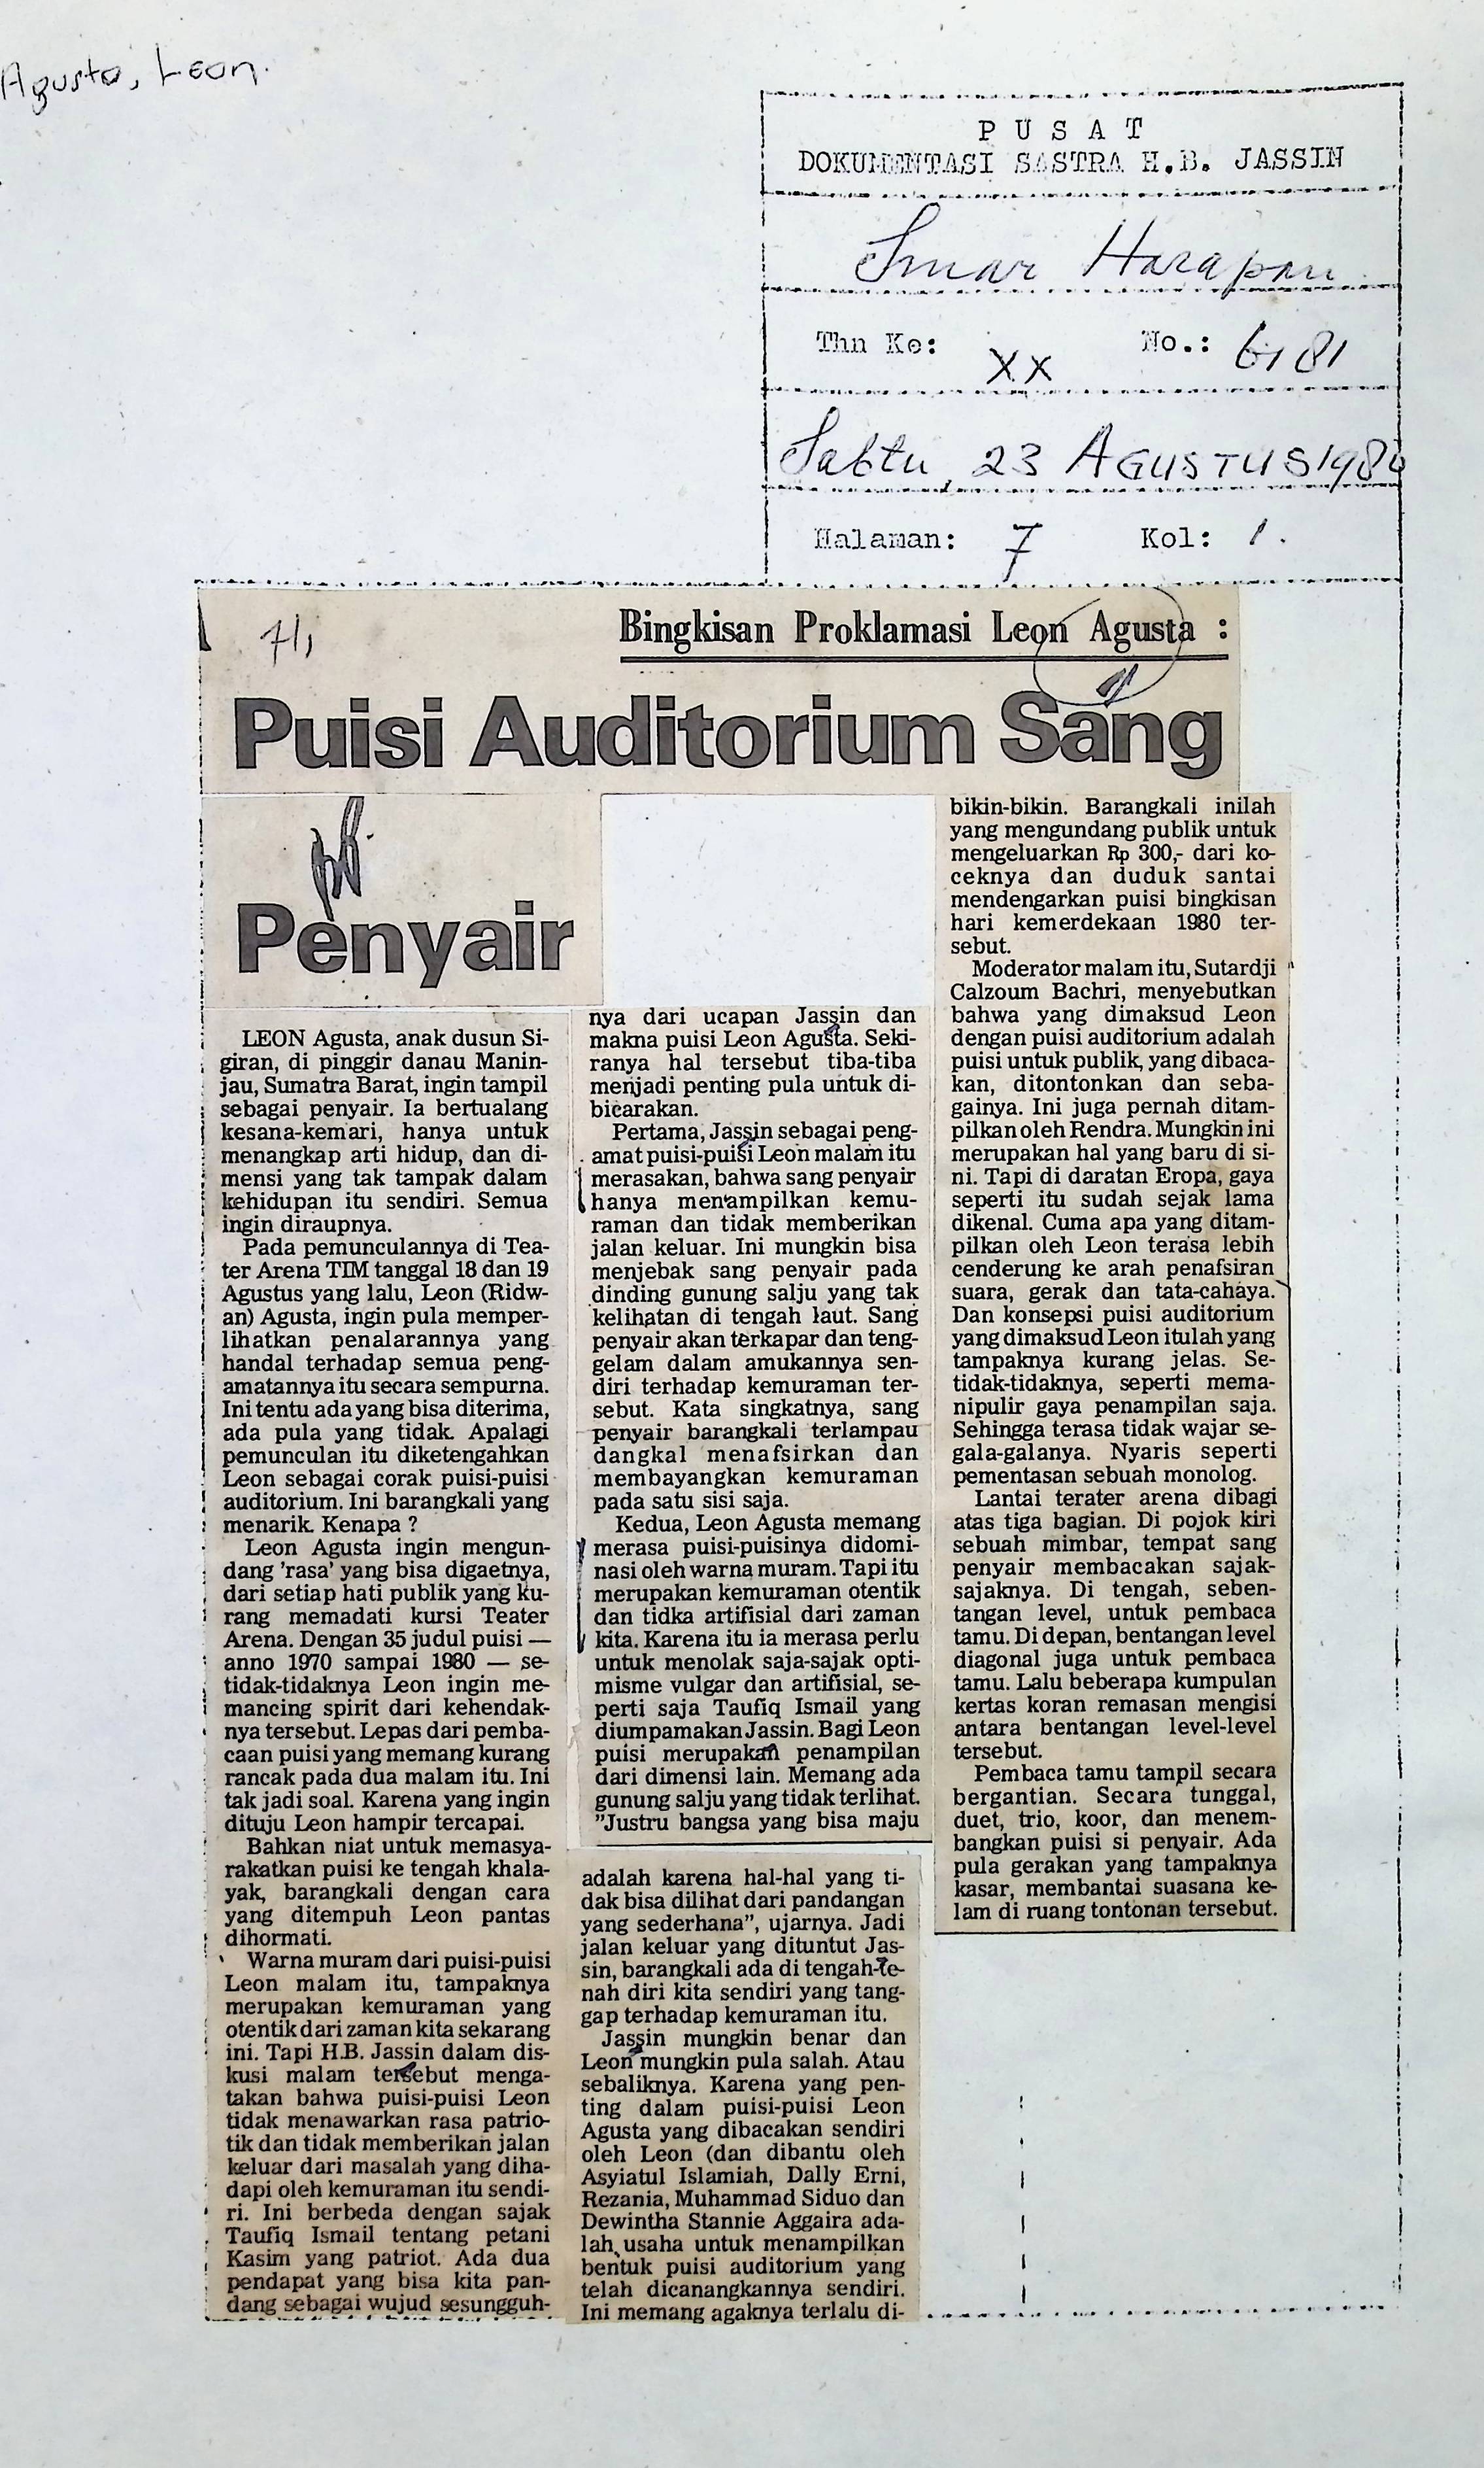 Agusta, Leon.
P U S A T
DOKUMENTASI SASTRA H.B. JASSIN
Sinar Harapan
Thn Ke: XX No.: 6181
Sabtu, 23 AGUSTUS 1980
Halaman: 7 Kol: 1.
Bingkisan Proklamasi Leon Agusta :
Puisi Auditorium Sang
Penyair
LEON Agusta, anak dusun Si-
giran, di pinggir danau Manin-
jau, Sumatra Barat, ingin tampil
sebagai penyair. Ia bertualang
kesana-kemari, hanya untuk
menangkap arti hidup, dan di-
mensi yang tak tampak dalam
kehidupan itu sendiri. Semua
ingin diraupnya.
Pada pemunculannya di Tea-
ter Arena TIM tanggal 18 dan 19
Agustus yang lalu, Leon (Ridw-
an) Agusta, ingin pula memper-
lihatkan penalarannya yang
handal terhadap semua peng-
amatannya itu secara sempurna.
Ini tentu ada yang bisa diterima,
ada pula yang tidak. Apalagi
pemunculan itu diketengahkan
Leon sebagai corak puisi-puisi
auditorium. Ini barangkali yang
menarik. Kenapa ?
Leon Agusta ingin mengun-
dang 'rasa' yang bisa digaetnya,
dari setiap hati publik yang ku-
rang memadati kursi Teater
Arena. Dengan 35 judul puisi —
anno 1970 sampai 1980 — se-
tidak-tidaknya Leon ingin me-
mancing spirit dari kehendak-
nya tersebut. Lepas dari pemba-
caan puisi yang memang kurang
rancak pada dua malam itu. Ini
tak jadi soal. Karena yang ingin
dituju Leon hampir tercapai.
Bahkan niat untuk memasya-
rakatkan puisi ke tengah khala-
yak, barangkali dengan cara
yang ditempuh Leon pantas
dihormati.
Warna muram dari puisi-puisi
Leon malam itu, tampaknya
merupakan kemuraman yang
otentik dari zaman kita sekarang
ini. Tapi H.B. Jassin dalam dis-
kusi malam tersebut menga-
takan bahwa puisi-puisi Leon
tidak menawarkan rasa patrio-
tik dan tidak memberikan jalan
keluar dari masalah yang diha-
dapi oleh kemuraman itu sendi-
ri. Ini berbeda dengan sajak
Taufiq Ismail tentang petani
Kasim yang patriot. Ada dua
pendapat yang bisa kita pan-
dang sebagai wujud sesungguh-
nya dari ucapan Jassin dan
makna puisi Leon Agusta. Seki-
ranya hal tersebut tiba-tiba
menjadi penting pula untuk di-
bicarakan.
Pertama, Jassin sebagai peng-
amat puisi-puisi Leon malam itu
merasakan, bahwa sang penyair
hanya menampilkan kemu-
raman dan tidak memberikan
jalan keluar. Ini mungkin bisa
menjebak sang penyair pada
dinding gunung salju yang tak
kelihatan di tengah laut. Sang
penyair akan terkapar dan teng-
gelam dalam amukannya sen-
diri terhadap kemuraman ter-
sebut. Kata singkatnya, sang
penyair barangkali terlampau
dangkal menafsirkan dan
membayangkan kemuraman
pada satu sisi saja.
Kedua, Leon Agusta memang
merasa puisi-puisinya didomi-
nasi oleh warna muram. Tapi itu
merupakan kemuraman otentik
dan tidka artifisial dari zaman
kita. Karena itu ia merasa perlu
untuk menolak saja-sajak opti-
misme vulgar dan artifisial, se-
perti saja Taufiq Ismail yang
diumpamakan Jassin. Bagi Leon
puisi merupakan penampilan
dari dimensi lain. Memang ada
gunung salju yang tidak terlihat.
"Justru bangsa yang bisa maju
adalah karena hal-hal yang ti-
dak bisa dilihat dari pandangan
yang sederhana", ujarnya. Jadi
jalan keluar yang dituntut Jas-
sin, barangkali ada di tengah-te-
nah diri kita sendiri yang tang-
gap terhadap kemuraman itu.
Jassin mungkin benar dan
Leon mungkin pula salah. Atau
sebaliknya. Karena yang pen-
ting dalam puisi-puisi Leon
Agusta yang dibacakan sendiri
oleh Leon (dan dibantu oleh
Asyiatul Islamiah, Dally Erni,
Rezania, Muhammad Siduo dan
Dewintha Stannie Aggaira ada-
lah usaha untuk menampilkan
bentuk puisi auditorium yang
telah dicanangkannya sendiri.
Ini memang agaknya terlalu di-
bikin-bikin. Barangkali inilah
yang mengundang publik untuk
mengeluarkan Rp 300,- dari ko-
ceknya dan duduk santai
mendengarkan puisi bingkisan
hari kemerdekaan 1980 ter-
sebut.
Moderator malam itu, Sutardji
Calzoum Bachri, menyebutkan
bahwa yang dimaksud Leon
dengan puisi auditorium adalah
puisi untuk publik, yang dibaca-
kan, ditontonkan dan seba-
gainya. Ini juga pernah ditam-
pilkan oleh Rendra. Mungkin ini
merupakan hal yang baru di si-
ni. Tapi di daratan Eropa, gaya
seperti itu sudah sejak lama
dikenal. Cuma apa yang ditam-
pilkan oleh Leon terasa lebih
cenderung ke arah penafsiran
suara, gerak dan tata-cahaya.
Dan konsepsi puisi auditorium
yang dimaksud Leon itulah yang
tampaknya kurang jelas. Se-
tidak-tidaknya, seperti mema-
nipulir gaya penampilan saja.
Sehingga terasa tidak wajar se-
gala-galanya. Nyaris seperti
pementasan sebuah monolog.
Lantai terater arena dibagi
atas tiga bagian. Di pojok kiri
sebuah mimbar, tempat sang
penyair membacakan sajak-
sajaknya. Di tengah, seben-
tangan level, untuk pembaca
tamu. Di depan, bentangan level
diagonal juga untuk pembaca
tamu. Lalu beberapa kumpulan
kertas koran remasan mengisi
antara bentangan level-level
tersebut.
Pembaca tamu tampil secara
bergantian. Secara tunggal,
duet, trio, koor, dan menem-
bangkan puisi si penyair. Ada
pula gerakan yang tampaknya
kasar, membantai suasana ke-
lam di ruang tontonan tersebut.